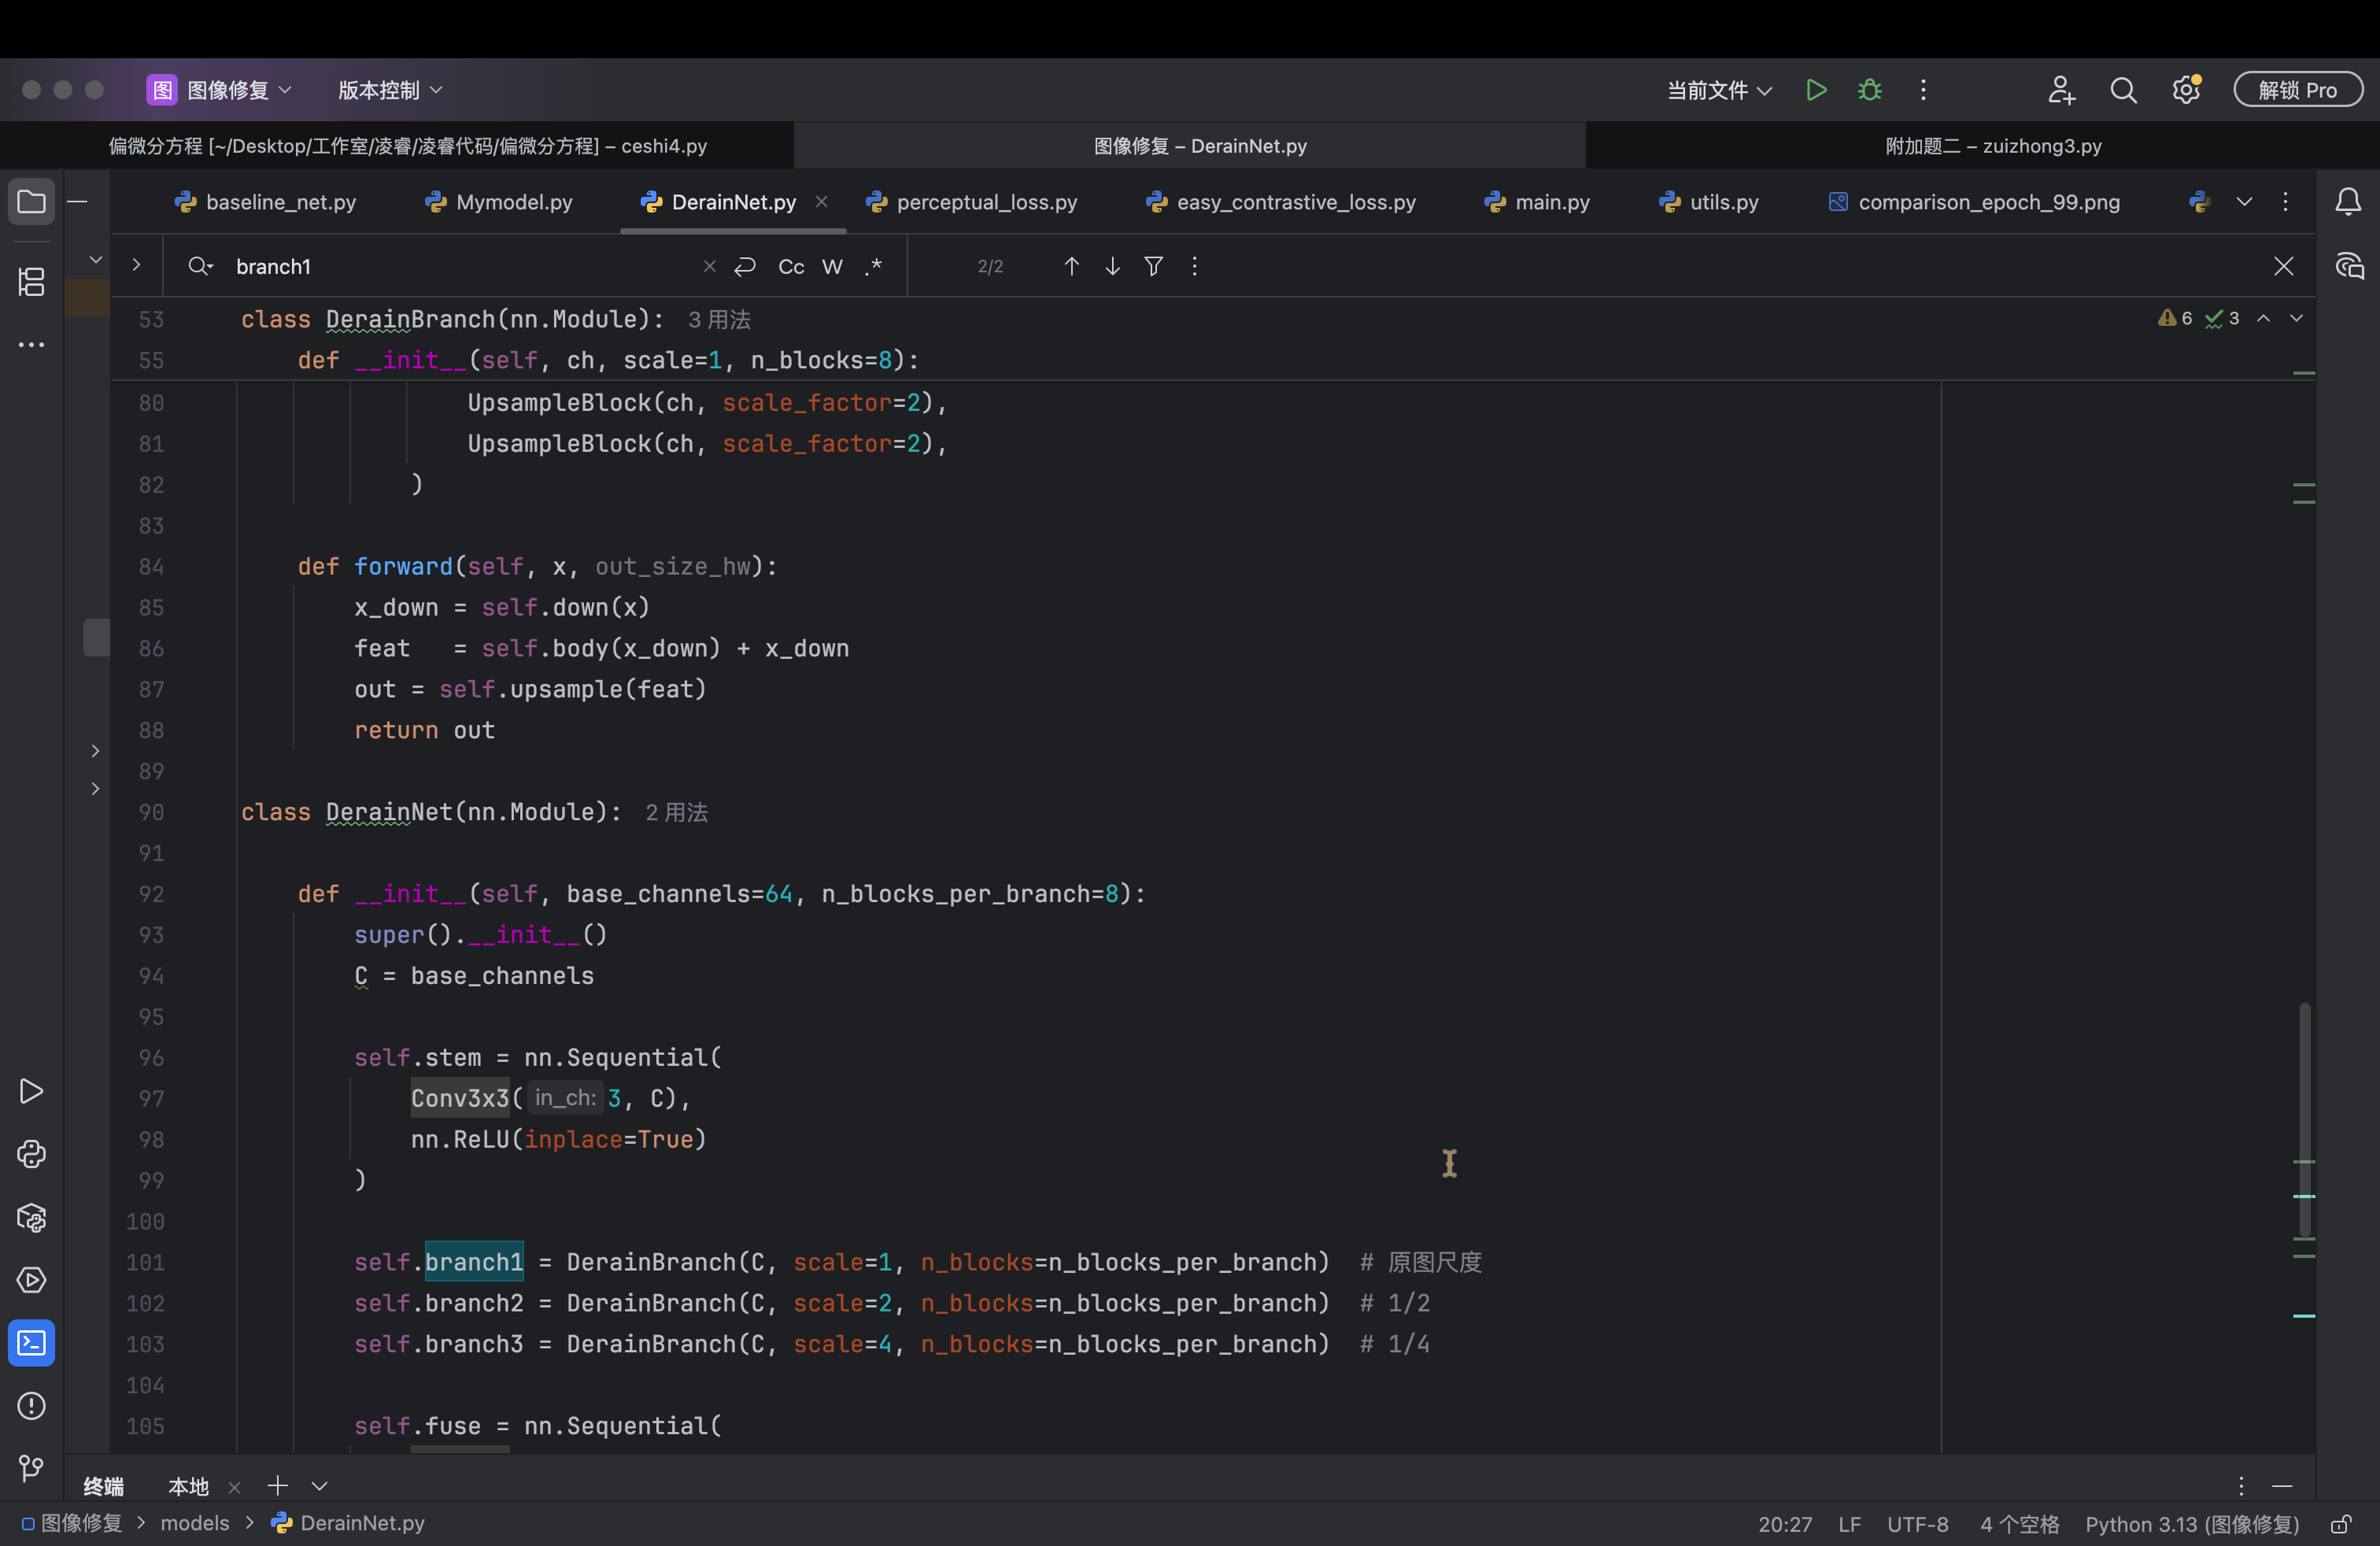 图 图像修复 版本控制 当前文件 解锁 Pro
偏微分方程 [~/Desktop/工作室/凌睿/凌睿代码/偏微分方程] – ceshi4.py 图像修复 – DerainNet.py 附加题二 – zuizhong3.py
baseline_net.py Mymodel.py DerainNet.py perceptual_loss.py easy_contrastive_loss.py main.py utils.py comparison_epoch_99.png
branch1 Cc W .* 2/2
53 class DerainBranch(nn.Module): 3 用法 6 3
55 def __init__(self, ch, scale=1, n_blocks=8):
80 UpsampleBlock(ch, scale_factor=2),
81 UpsampleBlock(ch, scale_factor=2),
82 )
83
84 def forward(self, x, out_size_hw):
85 x_down = self.down(x)
86 feat   = self.body(x_down) + x_down
87 out = self.upsample(feat)
88 return out
89
90 class DerainNet(nn.Module): 2 用法
91
92 def __init__(self, base_channels=64, n_blocks_per_branch=8):
93 super().__init__()
94 C = base_channels
95
96 self.stem = nn.Sequential(
97 Conv3x3( in_ch: 3, C),
98 nn.ReLU(inplace=True)
99 )
100
101 self.branch1 = DerainBranch(C, scale=1, n_blocks=n_blocks_per_branch)  # 原图尺度
102 self.branch2 = DerainBranch(C, scale=2, n_blocks=n_blocks_per_branch)  # 1/2
103 self.branch3 = DerainBranch(C, scale=4, n_blocks=n_blocks_per_branch)  # 1/4
104
105 self.fuse = nn.Sequential(
终端 本地
图像修复 > models > DerainNet.py 20:27 LF UTF-8 4 个空格 Python 3.13 (图像修复)